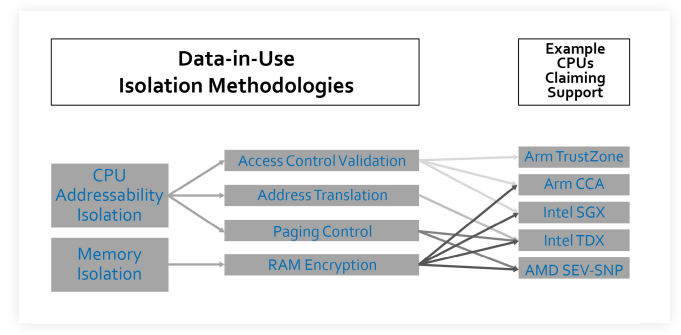 Data-in-Use
Isolation Methodologies
Example
CPUs
Claiming
Support
CPU
Addressability
Isolation
Memory
Isolation
Access Control Validation
Address Translation
Paging Control
RAM Encryption
Arm TrustZone
Arm CCA
Intel SGX
Intel TDX
AMD SEV-SNP